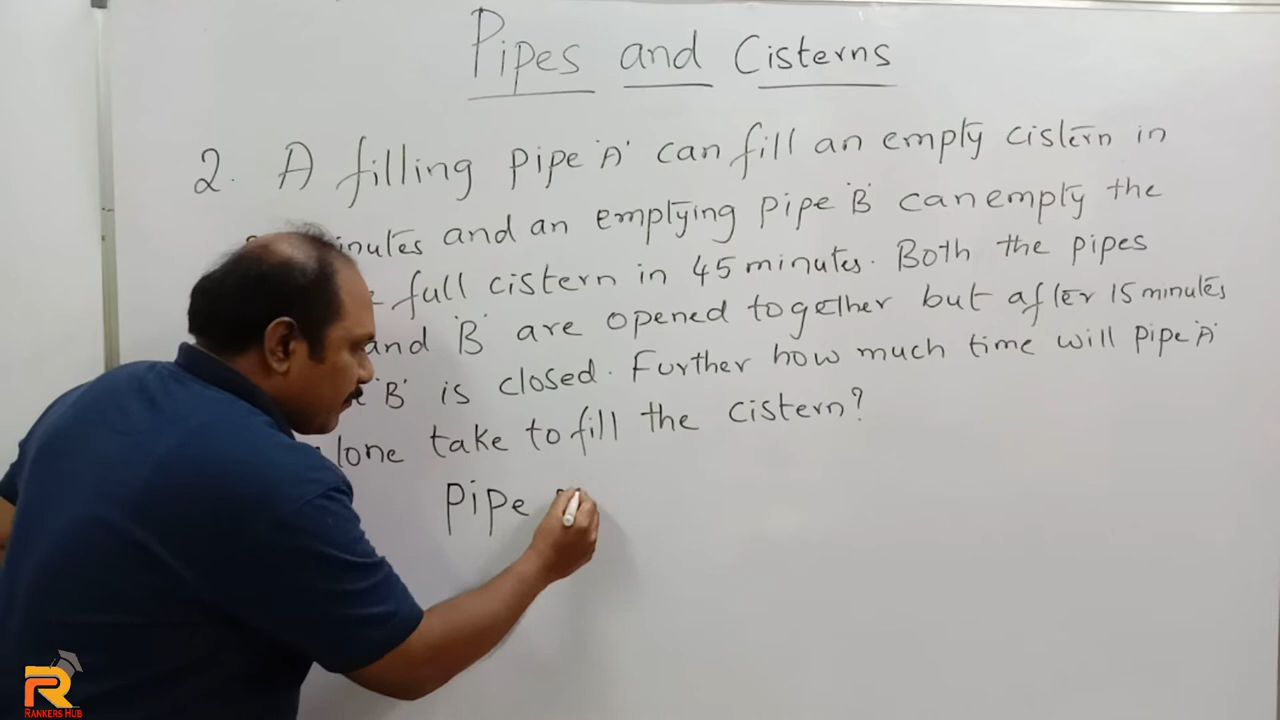 Pipes and Cisterns
2. A filling pipe 'A' can fill an empty cistern in
minutes and an emptying pipe 'B' can empty the
full cistern in 45 minutes. Both the pipes
and 'B' are opened together but after 15 minutes
'B' is closed. Further how much time will pipe 'A'
alone take to fill the cistern?
Pipe
R
RANKERS HUB